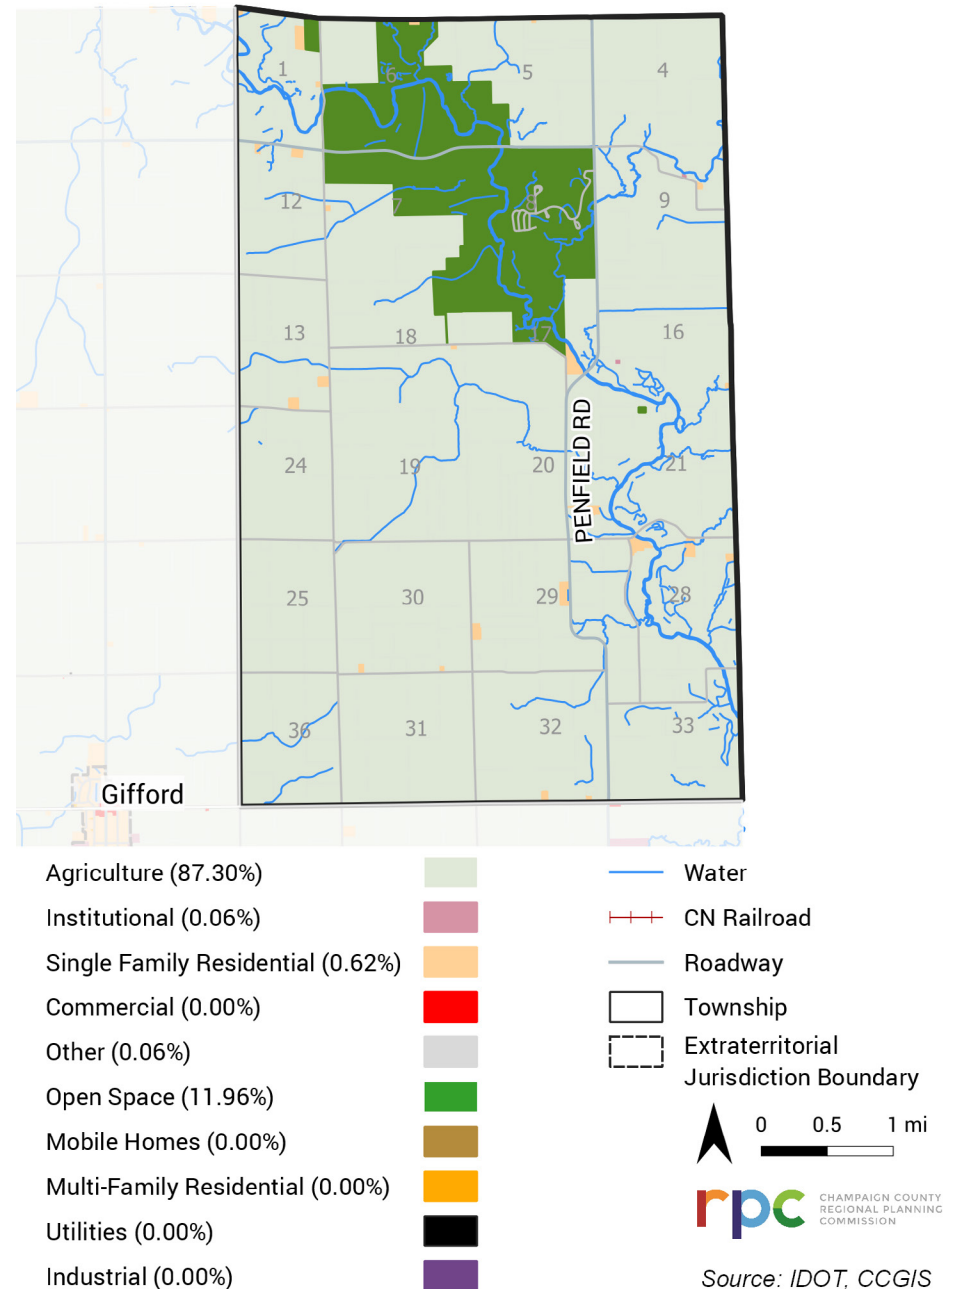 1
6
5
4
12
7
8
9
13
18
17
16
PENFIELD RD
24
19
20
21
25
30
29
28
36
31
32
33
Gifford
Agriculture (87.30%)
Institutional (0.06%)
Single Family Residential (0.62%)
Commercial (0.00%)
Other (0.06%)
Open Space (11.96%)
Mobile Homes (0.00%)
Multi-Family Residential (0.00%)
Utilities (0.00%)
Industrial (0.00%)
Water
CN Railroad
Roadway
Township
Extraterritorial
Jurisdiction Boundary
0 0.5 1 mi
rpc
CHAMPAIGN COUNTY
REGIONAL PLANNING
COMMISSION
Source: IDOT, CCGIS